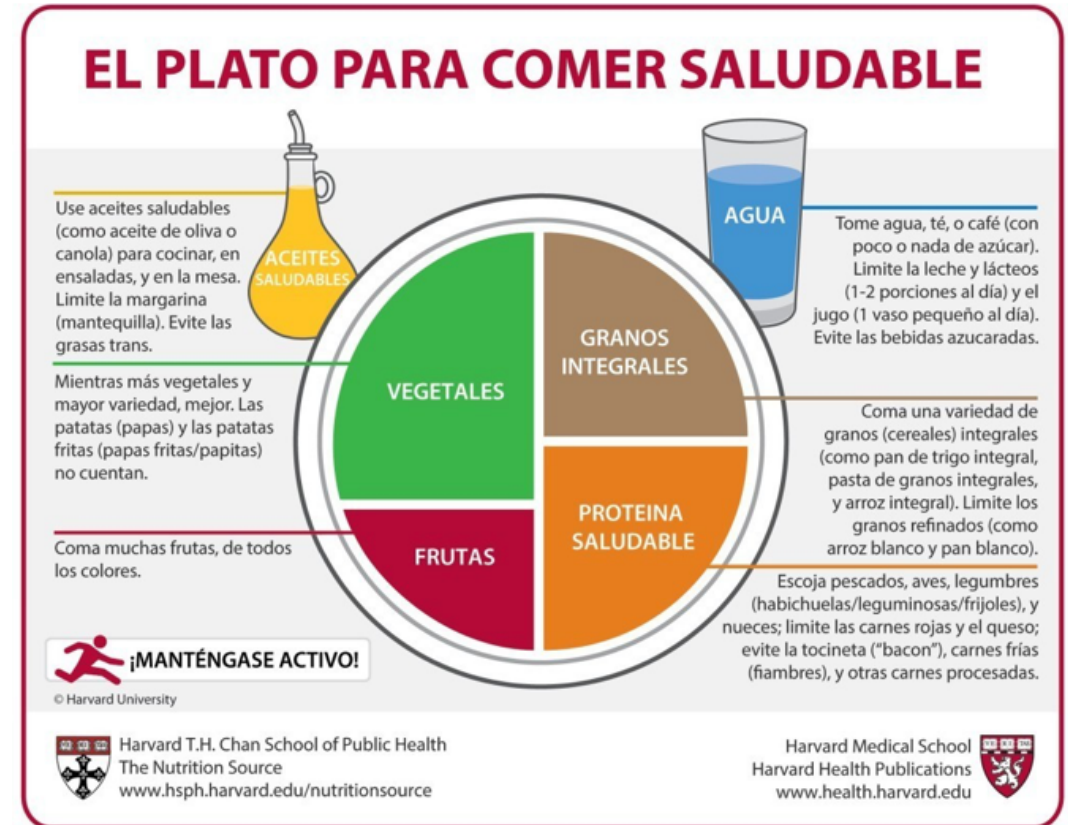 EL PLATO PARA COMER SALUDABLE
Use aceites saludables
(como aceite de oliva o
canola) para cocinar, en
ensaladas, y en la mesa.
Limite la margarina
(mantequilla). Evite las
grasas trans.
ACEITES
SALUDABLES
AGUA
Tome agua, té, o café (con
poco o nada de azúcar).
Limite la leche y lácteos
(1-2 porciones al día) y el
jugo (1 vaso pequeño al día).
Evite las bebidas azucaradas.
Mientras más vegetales y
mayor variedad, mejor. Las
patatas (papas) y las patatas
fritas (papas fritas/papitas)
no cuentan.
VEGETALES
GRANOS
INTEGRALES
Coma una variedad de
granos (cereales) integrales
(como pan de trigo integral,
pasta de granos integrales,
y arroz integral). Limite los
granos refinados (como
arroz blanco y pan blanco).
Coma muchas frutas, de todos
los colores.
FRUTAS
PROTEINA
SALUDABLE
Escoja pescados, aves, legumbres
(habichuelas/leguminosas/frijoles), y
nueces; limite las carnes rojas y el queso;
evite la tocineta ("bacon"), carnes frías
(fiambres), y otras carnes procesadas.
¡MANTÉNGASE ACTIVO!
© Harvard University
Harvard T.H. Chan School of Public Health
The Nutrition Source
www.hsph.harvard.edu/nutritionsource
Harvard Medical School
Harvard Health Publications
www.health.harvard.edu